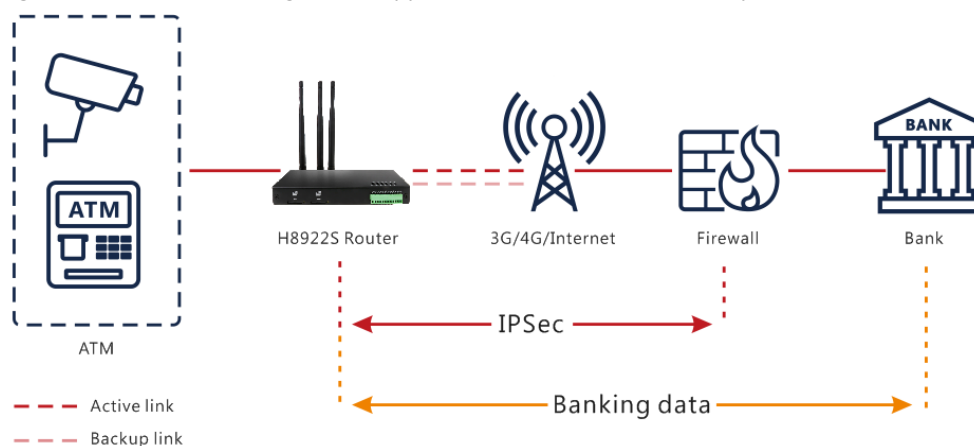 BANK
ATM
H8922S Router
3G/4G/Internet
Firewall
Bank
IPSec
ATM
Banking data
Active link
Backup link